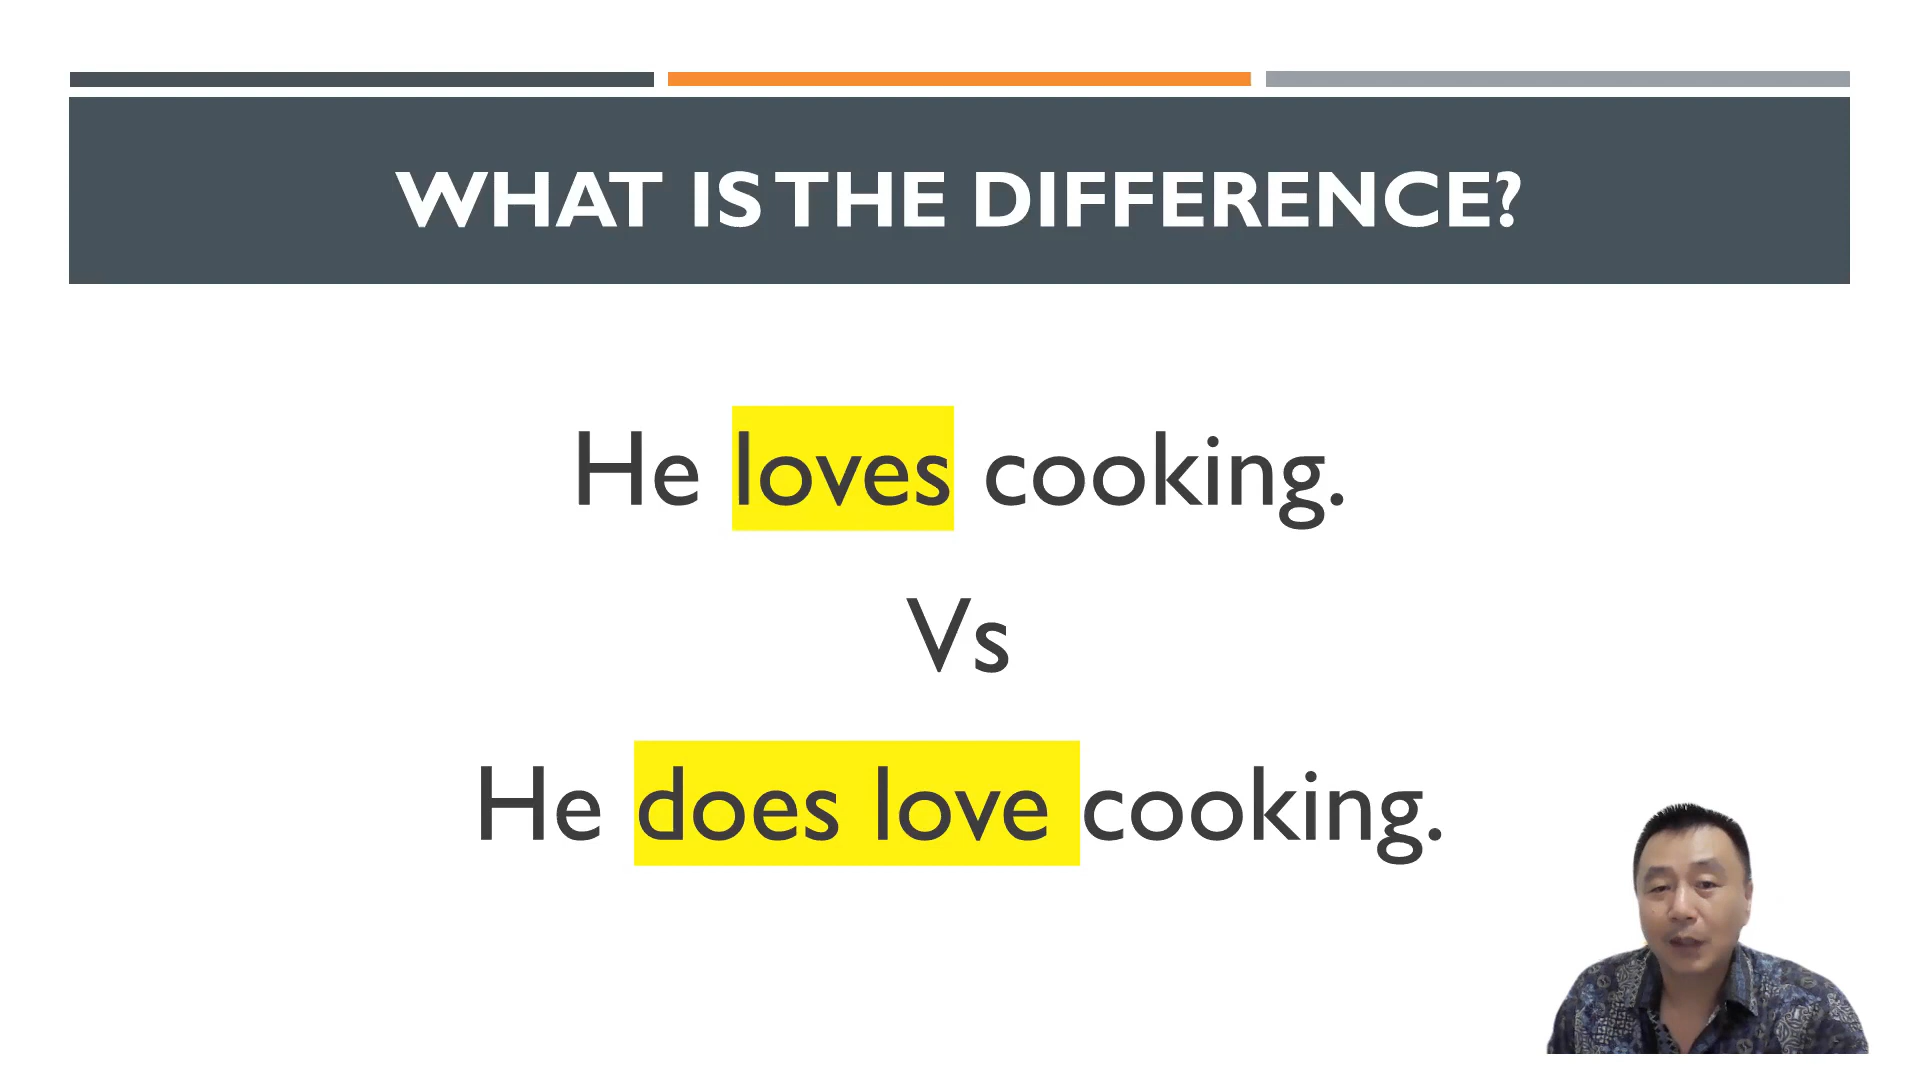 WHAT IS THE DIFFERENCE?
He loves cooking.
Vs
He does love cooking.